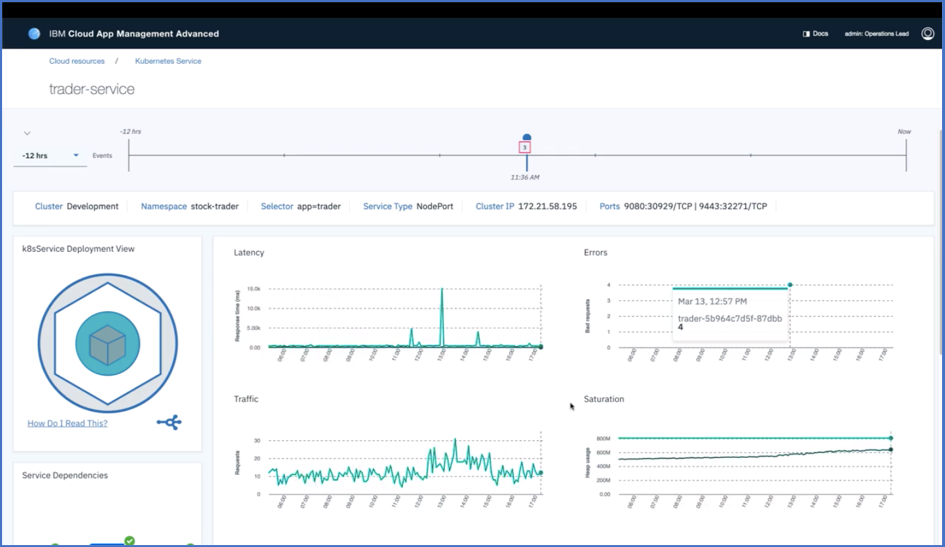 IBM Cloud App Management Advanced
Docs
admin: Operations Lead
Cloud resources / Kubernetes Service
trader-service
-12 hrs
Now
-12 hrs
Events
3
11:36 AM
Cluster Development
Namespace stock-trader
Selector app=trader
Service Type NodePort
Cluster IP 172.21.58.195
Ports 9080:30929/TCP | 9443:32271/TCP
k8sService Deployment View
How Do I Read This?
Service Dependencies
Latency
Response time (ms)
15.0k
10.0k
5.00k
0.00
06:00 07:00 08:00 09:00 10:00 11:00 12:00 13:00 14:00 15:00 16:00 17:00
Errors
Bad requests
4
3
2
1
0
Mar 13, 12:57 PM
trader-5b964c7d5f-87dbb
4
06:00 07:00 08:00 09:00 10:00 11:00 12:00 13:00 14:00 15:00 16:00 17:00
Traffic
Requests
30
20
10
0
06:00 07:00 08:00 09:00 10:00 11:00 12:00 13:00 14:00 15:00 16:00 17:00
Saturation
Heap usage
800M
600M
400M
200M
0.00
06:00 07:00 08:00 09:00 10:00 11:00 12:00 13:00 14:00 15:00 16:00 17:00